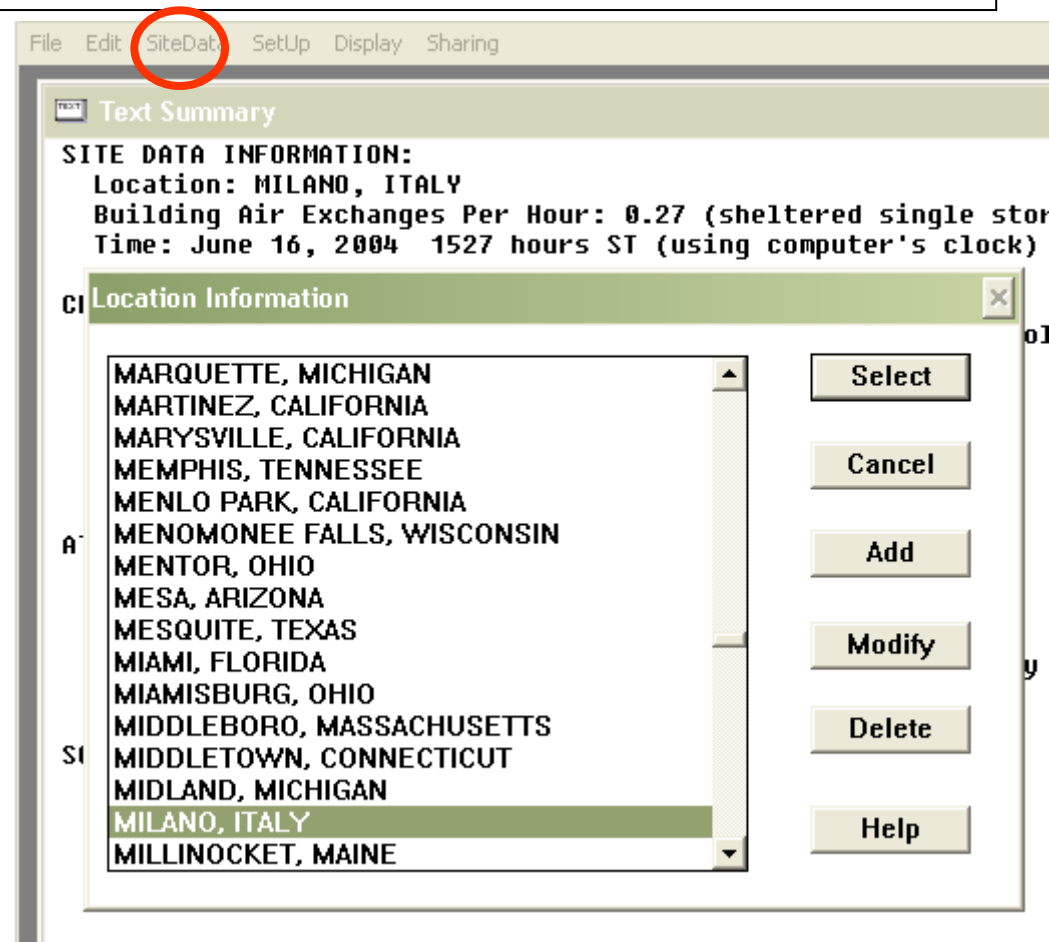 File Edit SiteData SetUp Display Sharing
TEXT Text Summary
SITE DATA INFORMATION:
Location: MILANO, ITALY
Building Air Exchanges Per Hour: 0.27 (sheltered single
Time: June 16, 2004 1527 hours ST (using computer's clock)
Location Information
MARQUETTE, MICHIGAN
MARTINEZ, CALIFORNIA
MARYSVILLE, CALIFORNIA
MEMPHIS, TENNESSEE
MENLO PARK, CALIFORNIA
MENOMONEE FALLS, WISCONSIN
MENTOR, OHIO
MESA, ARIZONA
MESQUITE, TEXAS
MIAMI, FLORIDA
MIAMISBURG, OHIO
MIDDLEBORO, MASSACHUSETTS
MIDDLETOWN, CONNECTICUT
MIDLAND, MICHIGAN
MILANO, ITALY
MILLINOCKET, MAINE
Select
Cancel
Add
Modify
Delete
Help